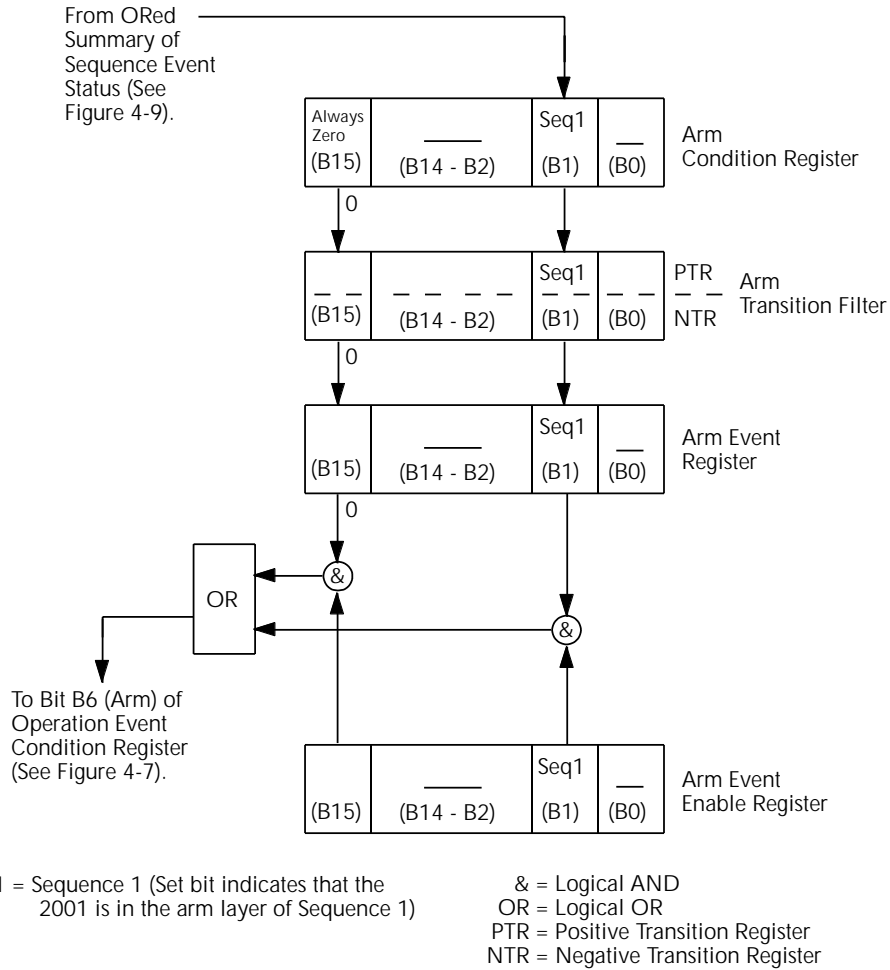 From ORed
Summary of
Sequence Event
Status (See
Figure 4-9).
Always
Zero
(B15)
(B14 - B2)
Seq1
(B1)
(B0)
Arm
Condition Register
0
(B15)
(B14 - B2)
Seq1
(B1)
(B0)
PTR
NTR
Arm
Transition Filter
0
(B15)
(B14 - B2)
Seq1
(B1)
(B0)
Arm Event
Register
0
&
OR
&
To Bit B6 (Arm) of
Operation Event
Condition Register
(See Figure 4-7).
(B15)
(B14 - B2)
Seq1
(B1)
(B0)
Arm Event
Enable Register
= Sequence 1 (Set bit indicates that the
2001 is in the arm layer of Sequence 1)
& = Logical AND
OR = Logical OR
PTR = Positive Transition Register
NTR = Negative Transition Register